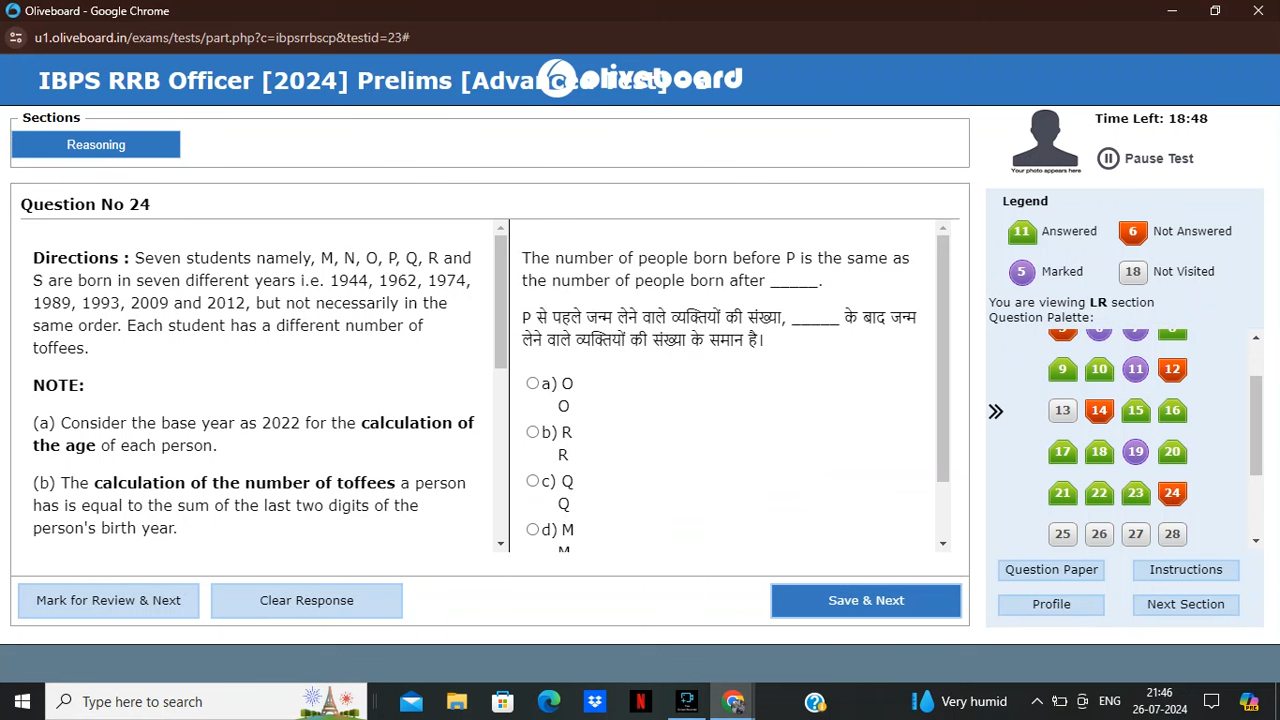 Oliveboard - Google Chrome
u1.oliveboard.in/exams/tests/part.php?c=ibpsrrbscp&testid=23#
IBPS RRB Officer [2024] Prelims [Advanced Test]
oliveboard
Sections
Reasoning
Your photo appears here
Time Left: 18:48
Pause Test
Question No 24
Directions : Seven students namely, M, N, O, P, Q, R and
S are born in seven different years i.e. 1944, 1962, 1974,
1989, 1993, 2009 and 2012, but not necessarily in the
same order. Each student has a different number of
toffees.
NOTE:
(a) Consider the base year as 2022 for the calculation of
the age of each person.
(b) The calculation of the number of toffees a person
has is equal to the sum of the last two digits of the
person's birth year.
The number of people born before P is the same as
the number of people born after _____.
P से पहले जन्म लेने वाले व्यक्तियों की संख्या, _____ के बाद जन्म
लेने वाले व्यक्तियों की संख्या के समान है।
a) O
O
b) R
R
c) Q
Q
d) M
M
Mark for Review & Next
Clear Response
Save & Next
Legend
11 Answered
6 Not Answered
5 Marked
18 Not Visited
You are viewing LR section
Question Palette:
9 10 11 12
13 14 15 16
17 18 19 20
21 22 23 24
25 26 27 28
Question Paper
Instructions
Profile
Next Section
Type here to search
Very humid
ENG
21:46
26-07-2024